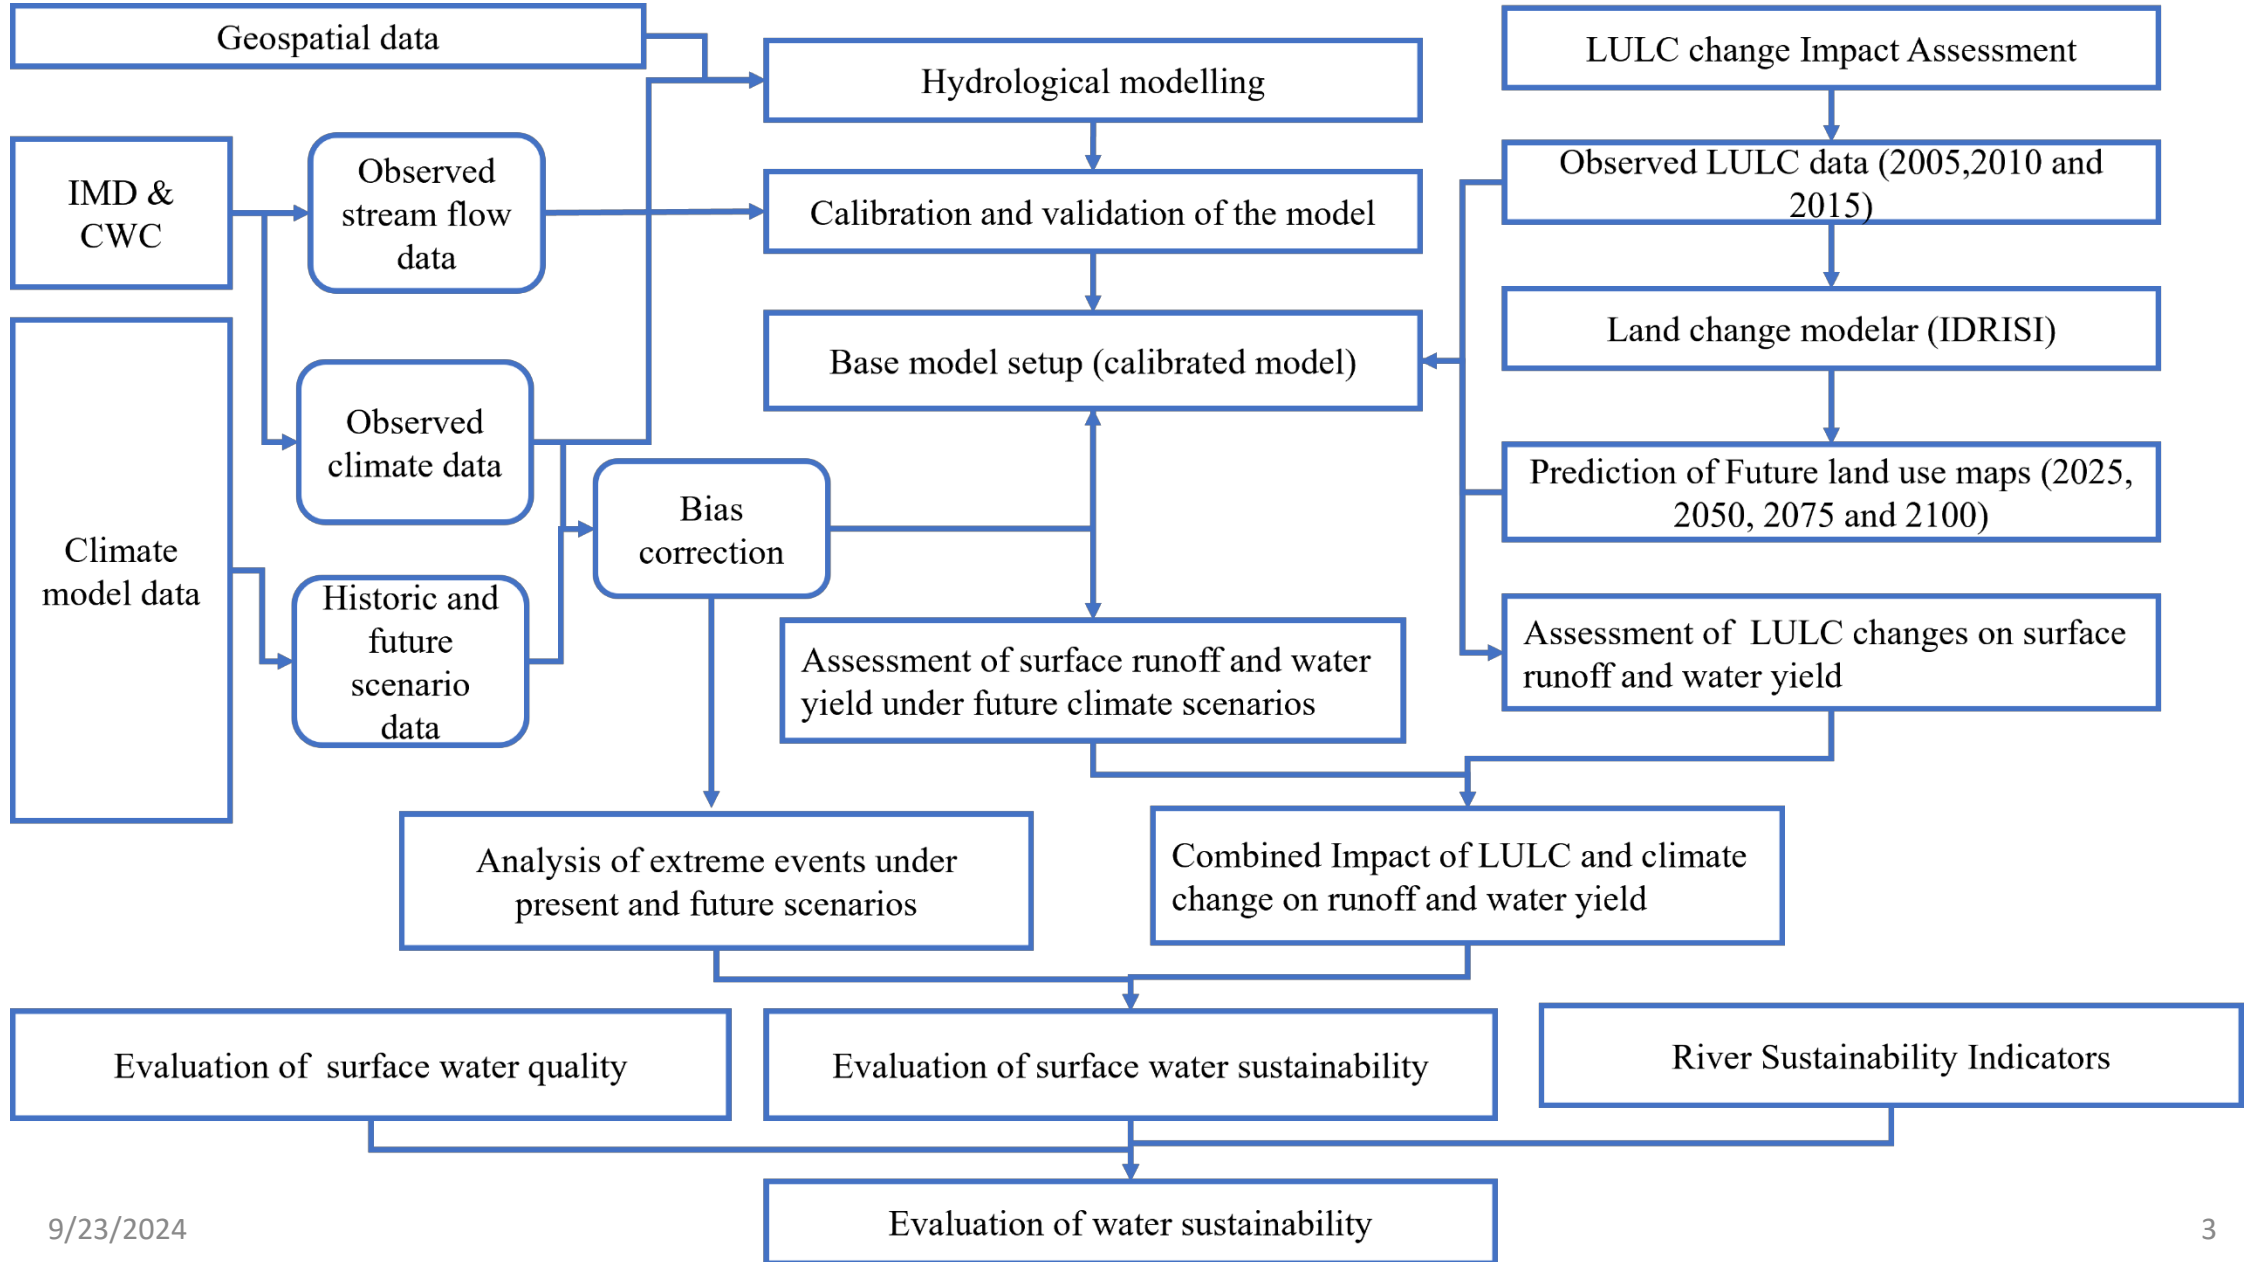 Geospatial data
Hydrological modelling
LULC change Impact Assessment
IMD &
CWC
Observed
stream flow
data
Calibration and validation of the model
Observed LULC data (2005,2010 and
2015)
Base model setup (calibrated model)
Land change modelar (IDRISI)
Climate
model data
Observed
climate data
Bias
correction
Prediction of Future land use maps (2025,
2050, 2075 and 2100)
Historic and
future
scenario
data
Assessment of surface runoff and water
yield under future climate scenarios
Assessment of LULC changes on surface
runoff and water yield
Analysis of extreme events under
present and future scenarios
Combined Impact of LULC and climate
change on runoff and water yield
Evaluation of surface water quality
Evaluation of surface water sustainability
River Sustainability Indicators
Evaluation of water sustainability
9/23/2024
3